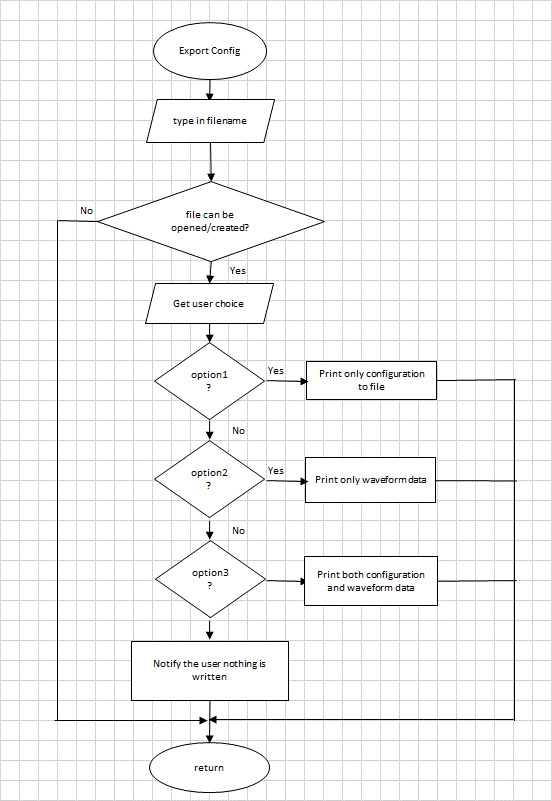 Export Config
type in filename
No
file can be
opened/created?
Yes
Get user choice
option1
?
Yes
Print only configuration
to file
No
option2
?
Yes
Print only waveform data
No
option3
?
Print both configuration
and waveform data
Notify the user nothing is
written
return